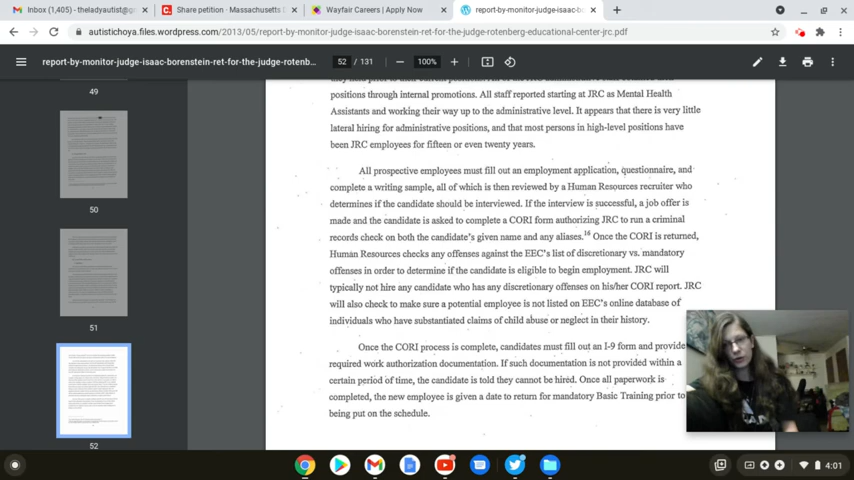 Inbox (1,405) - theladyautist@gr
Share petition - Massachusetts D
Wayfair Careers | Apply Now
report-by-monitor-judge-isaac-bo
autistichoya.files.wordpress.com/2013/05/report-by-monitor-judge-isaac-borenstein-ret-for-the-judge-rotenberg-educational-center-jrc.pdf
report-by-monitor-judge-isaac-borenstein-ret-for-the-judge-rotenb...
52 / 131
100%
49
50
51
52
positions through internal promotions. All staff reported starting at JRC as Mental Health
Assistants and working their way up to the administrative level. It appears that there is very little
lateral hiring for administrative positions, and that most persons in high-level positions have
been JRC employees for fifteen or even twenty years.
All prospective employees must fill out an employment application, questionnaire, and
complete a writing sample, all of which is then reviewed by a Human Resources recruiter who
determines if the candidate should be interviewed. If the interview is successful, a job offer is
made and the candidate is asked to complete a CORI form authorizing JRC to run a criminal
records check on both the candidate's given name and any aliases.16 Once the CORI is returned,
Human Resources checks any offenses against the EEC's list of discretionary vs. mandatory
offenses in order to determine if the candidate is eligible to begin employment. JRC will
typically not hire any candidate who has any discretionary offenses on his/her CORI report. JRC
will also check to make sure a potential employee is not listed on EEC's online database of
individuals who have substantiated claims of child abuse or neglect in their history.
Once the CORI process is complete, candidates must fill out an I-9 form and provide
required work authorization documentation. If such documentation is not provided within a
certain period of time, the candidate is told they cannot be hired. Once all paperwork is
completed, the new employee is given a date to return for mandatory Basic Training prior to
being put on the schedule.
4:01